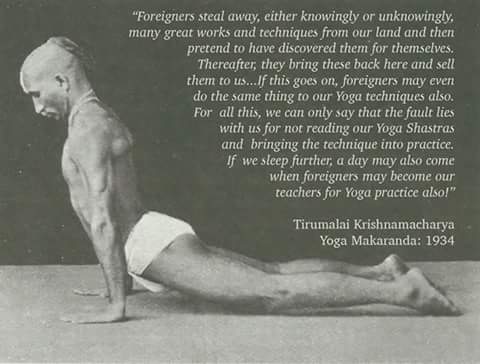 “Foreigners steal away, either knowingly or unknowingly,
many great works and techniques from our land and then
pretend to have discovered them for themselves.
Thereafter, they bring these back here and sell
them to us...If this goes on, foreigners may even
do the same thing to our Yoga techniques also.
For all this, we can only say that the fault lies
with us for not reading our Yoga Shastras
and bringing the technique into practice.
If we sleep further, a day may also come
when foreigners may become our
teachers for Yoga practice also!”
Tirumalai Krishnamacharya
Yoga Makaranda: 1934